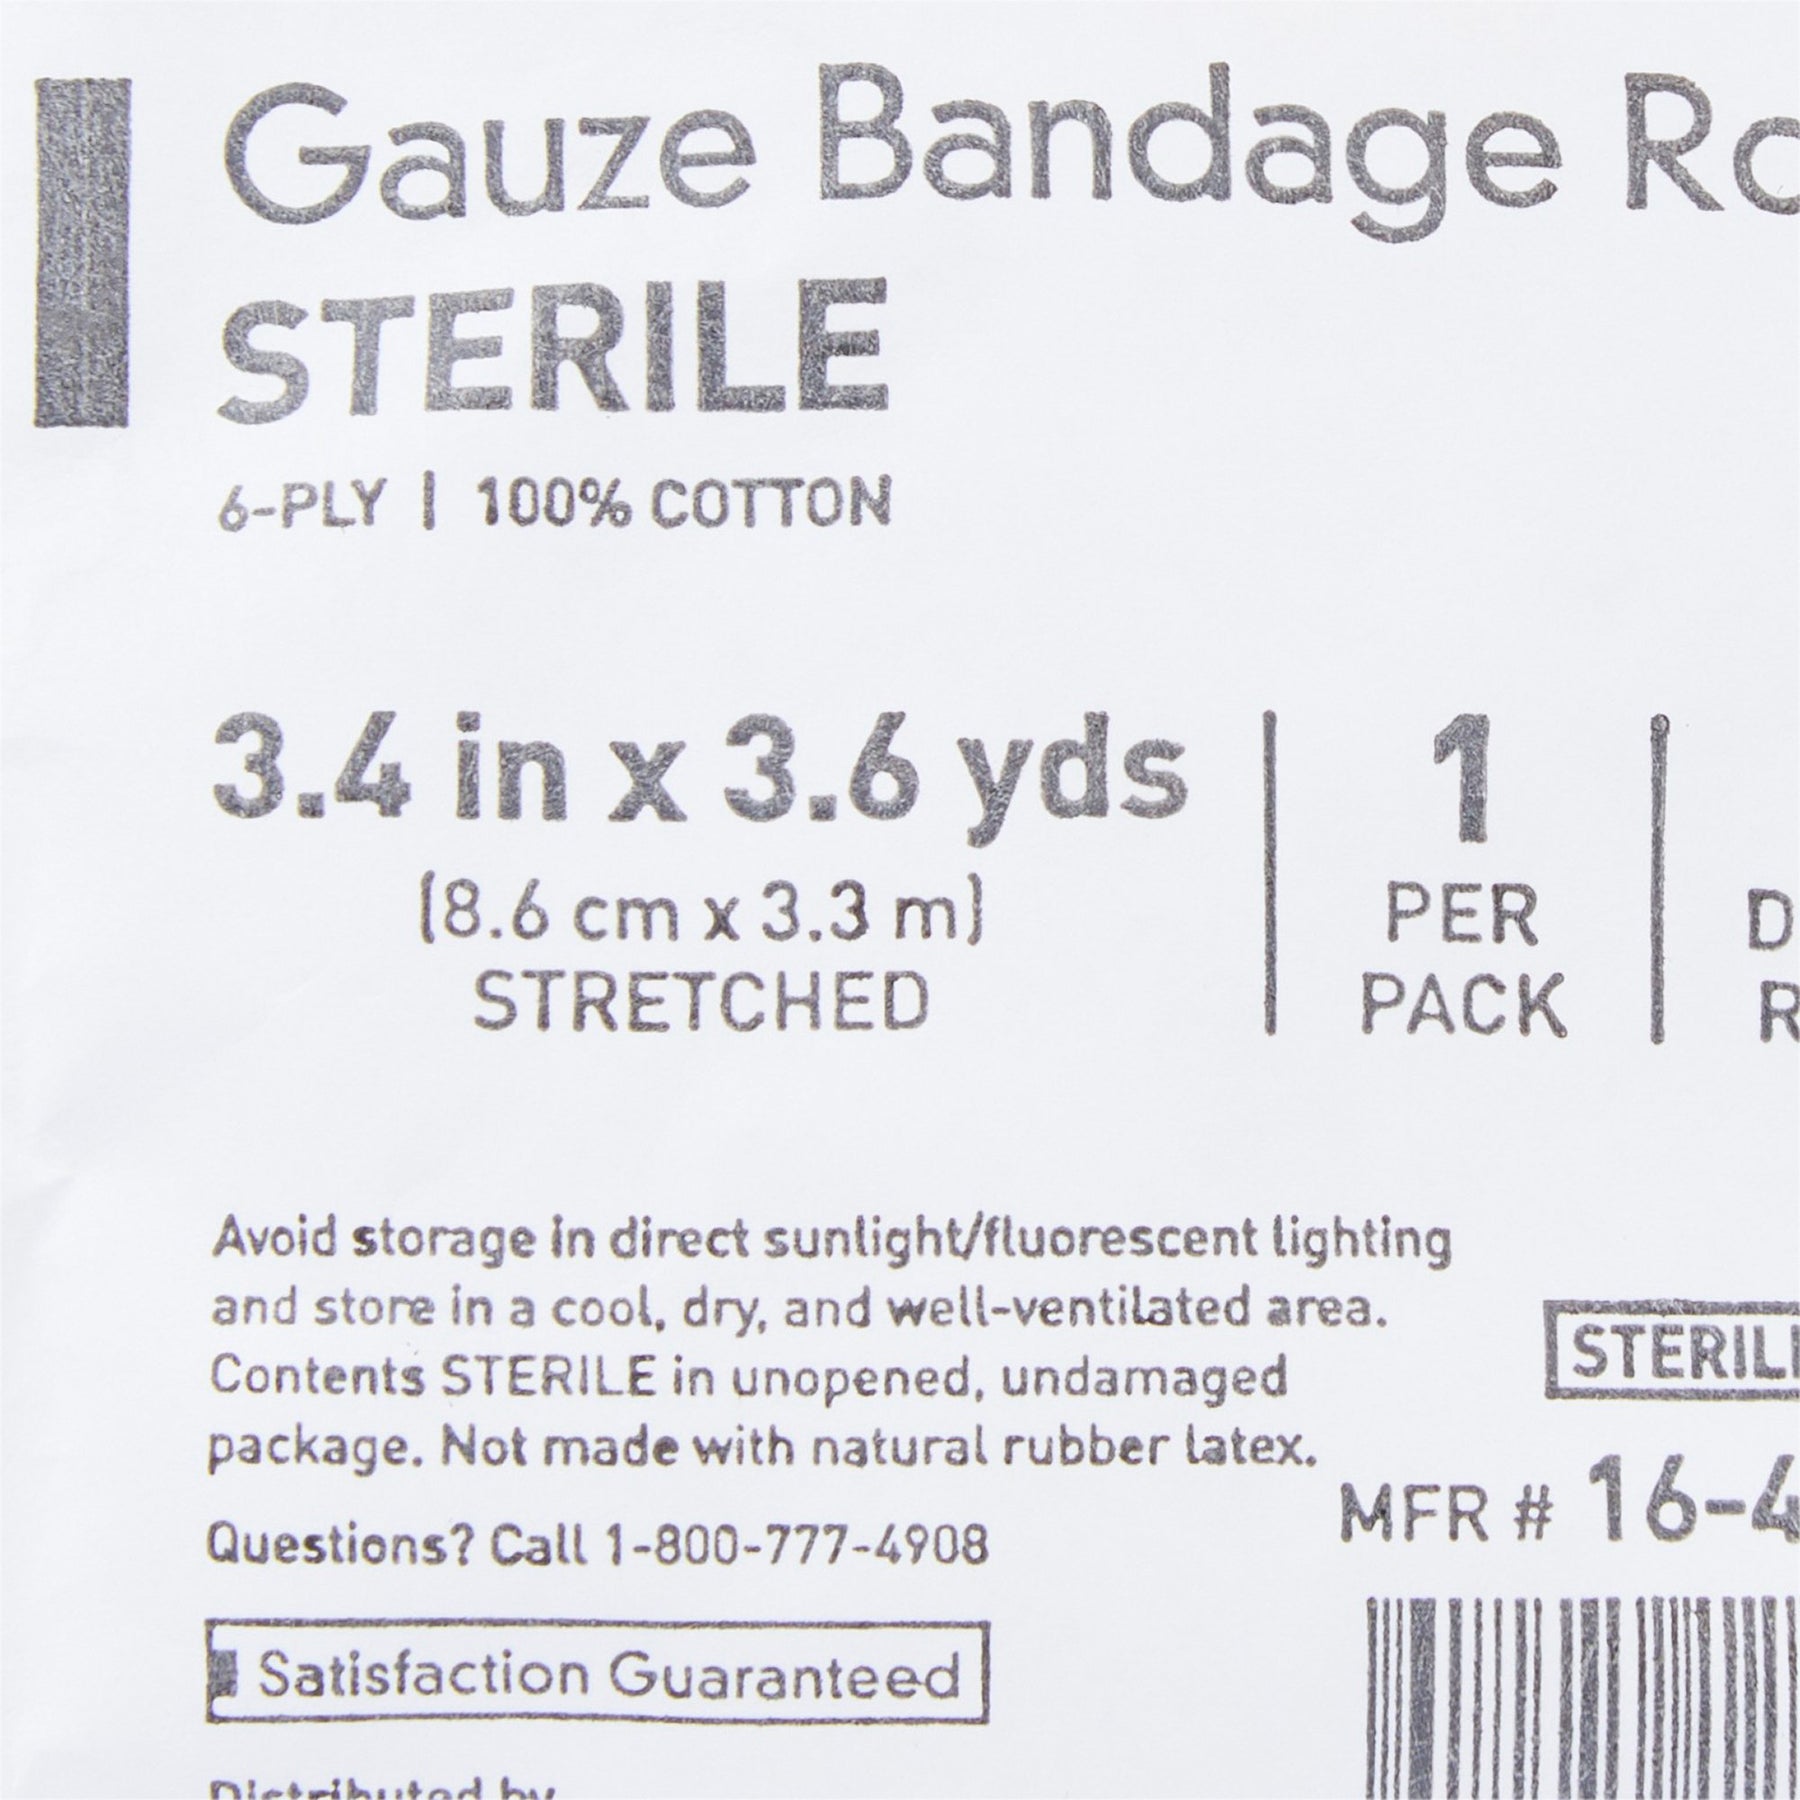 Gauze Bandage Ro
STERILE
6-PLY | 100% COTTON
3.4 in x 3.6 yds
(8.6 cm x 3.3 m)
STRETCHED
1
PER
PACK
D
R
Avoid storage in direct sunlight/fluorescent lighting
and store in a cool, dry, and well-ventilated area.
Contents STERILE in unopened, undamaged
package. Not made with natural rubber latex.
Questions? Call 1-800-777-4908
Satisfaction Guaranteed
Distributed by
STERILE
MFR # 16-4